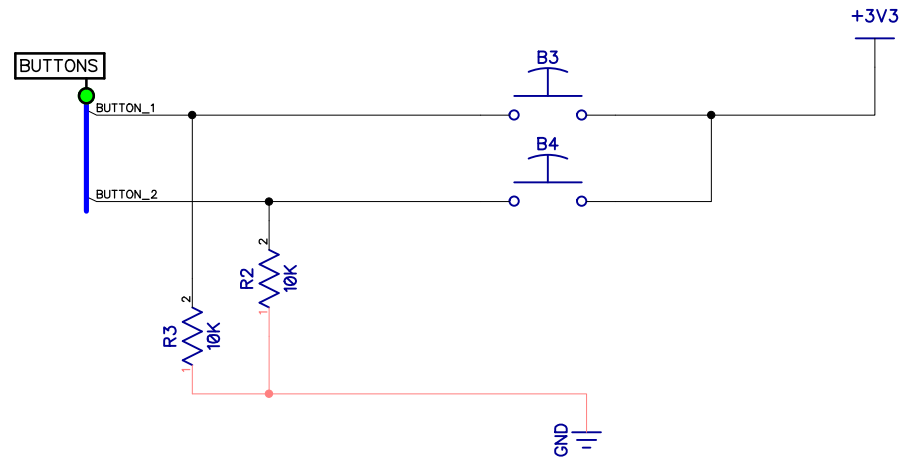 +3V3
BUTTONS
B3
BUTTON_1
B4
BUTTON_2
2
R2
10K
1
2
R3
10K
1
GND